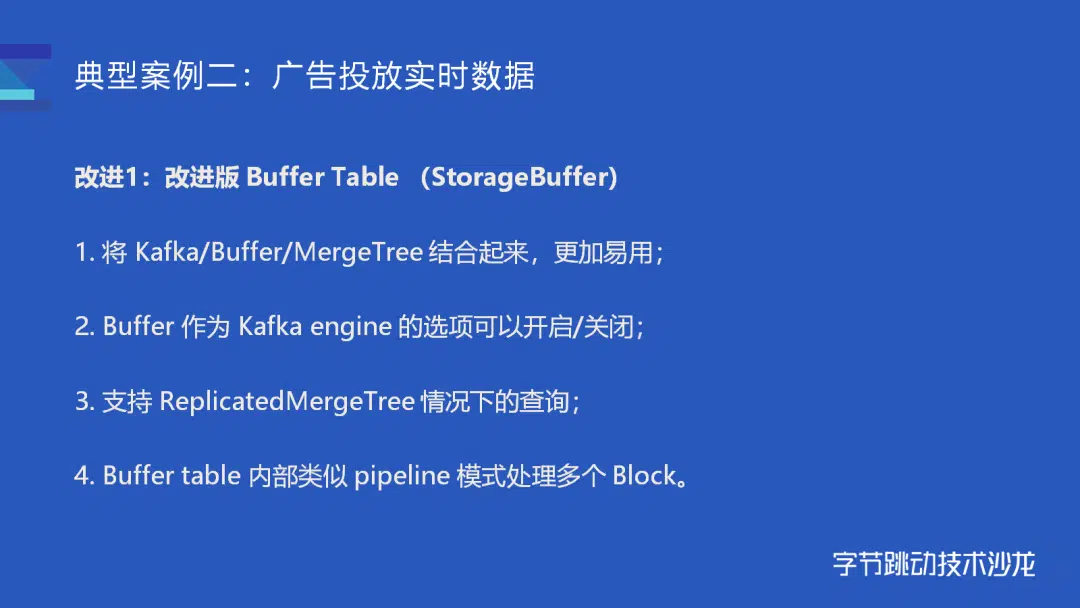 典型案例二：广告投放实时数据
改进1：改进版 Buffer Table （StorageBuffer）
1. 将 Kafka/Buffer/MergeTree 结合起来，更加易用；
2. Buffer 作为 Kafka engine 的选项可以开启/关闭；
3. 支持 ReplicatedMergeTree 情况下的查询；
4. Buffer table 内部类似 pipeline 模式处理多个 Block。
字节跳动技术沙龙